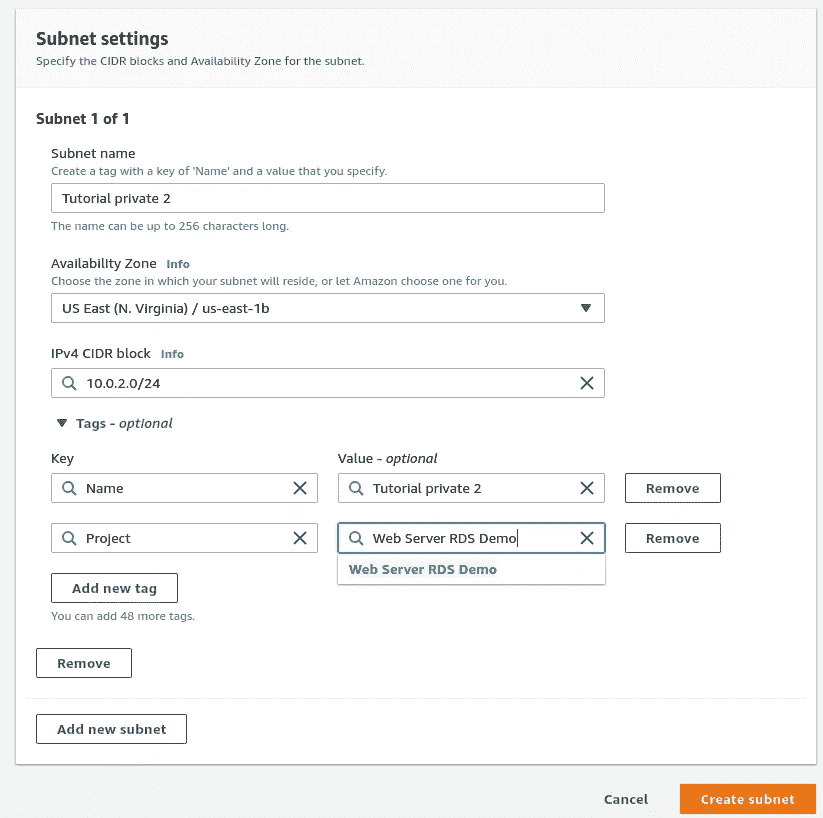 Subnet settings
Specify the CIDR blocks and Availability Zone for the subnet.
Subnet 1 of 1
Subnet name
Create a tag with a key of 'Name' and a value that you specify.
Tutorial private 2
The name can be up to 256 characters long.
Availability Zone Info
Choose the zone in which your subnet will reside, or let Amazon choose one for you.
US East (N. Virginia) / us-east-1b
IPv4 CIDR block Info
10.0.2.0/24
Tags - optional
Key Value - optional
Name Tutorial private 2 Remove
Project Web Server RDS Demo Remove
Web Server RDS Demo
Add new tag
You can add 48 more tags.
Remove
Add new subnet
Cancel Create subnet